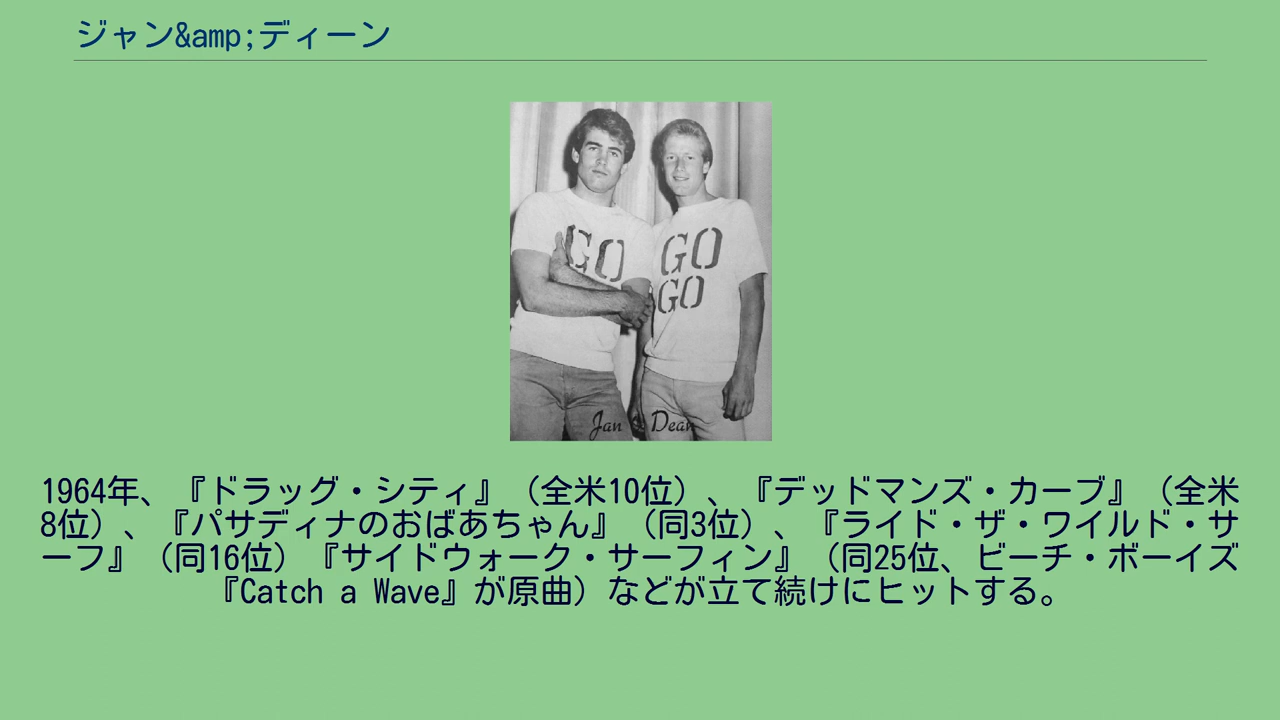 ジャン&amp;ディーン
GO
GO
GO
Jan & Dean
1964年、『ドラッグ・シティ』（全米10位）、『デッドマンズ・カーブ』（全米
8位）、『パサディナのおばあちゃん』（同3位）、『ライド・ザ・ワイルド・サ
ーフ』（同16位）『サイドウォーク・サーフィン』（同25位、ビーチ・ボーイズ
『Catch a Wave』が原曲）などが立て続けにヒットする。